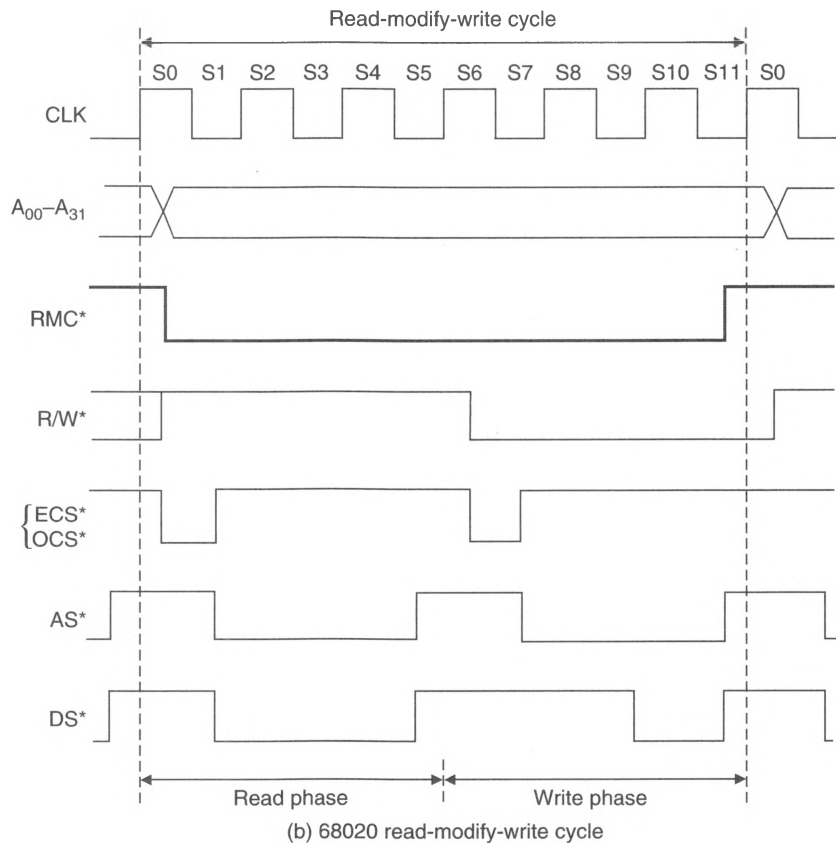 Read-modify-write cycle
S0 S1 S2 S3 S4 S5 S6 S7 S8 S9 S10 S11 S0
CLK
A00–A31
RMC*
R/W*
ECS*
OCS*
AS*
DS*
Read phase Write phase
(b) 68020 read-modify-write cycle